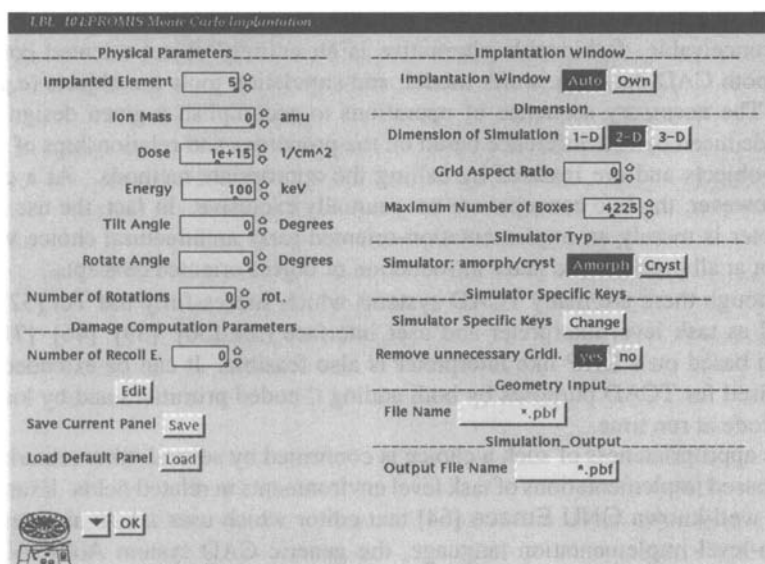 LBL 101PROMIS Monte Carlo Implantation
Physical Parameters
Implanted Element 5
Ion Mass 0 amu
Dose 1e+15 1/cm^2
Energy 100 keV
Tilt Angle 0 Degrees
Rotate Angle 0 Degrees
Number of Rotations 0 rot.
Damage Computation Parameters
Number of Recoil E. 0
Edit
Save Current Panel Save
Load Default Panel Load
OK
Implantation Window
Implantation Window Auto Own
Dimension
Dimension of Simulation 1-D 2-D 3-D
Grid Aspect Ratio
Maximum Number of Boxes 4225
Simulator Typ
Simulator: amorph/cryst Amorph Cryst
Simulator Specific Keys
Simulator Specific Keys Change
Remove unnecessary Gridl. yes no
Geometry Input
File Name *.pbf
Simulation Output
Output File Name *.pbf